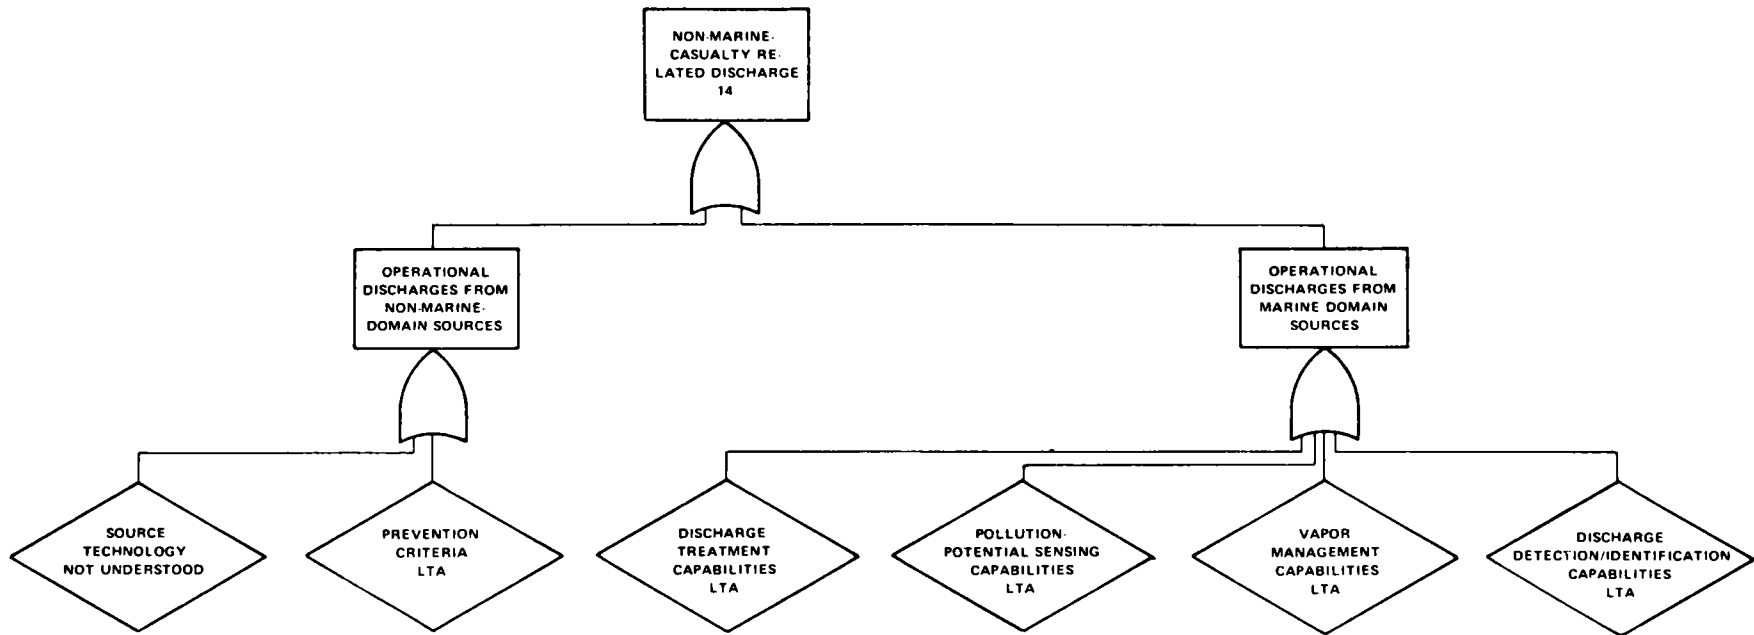 NON-MARINE-
CASUALTY RE-
LATED DISCHARGE
14
OPERATIONAL
DISCHARGES FROM
NON-MARINE-
DOMAIN SOURCES
OPERATIONAL
DISCHARGES FROM
MARINE DOMAIN
SOURCES
SOURCE
TECHNOLOGY
NOT UNDERSTOOD
PREVENTION
CRITERIA
LTA
DISCHARGE
TREATMENT
CAPABILITIES
LTA
POLLUTION-
POTENTIAL SENSING
CAPABILITIES
LTA
VAPOR
MANAGEMENT
CAPABILITIES
LTA
DISCHARGE
DETECTION/IDENTIFICATION
CAPABILITIES
LTA